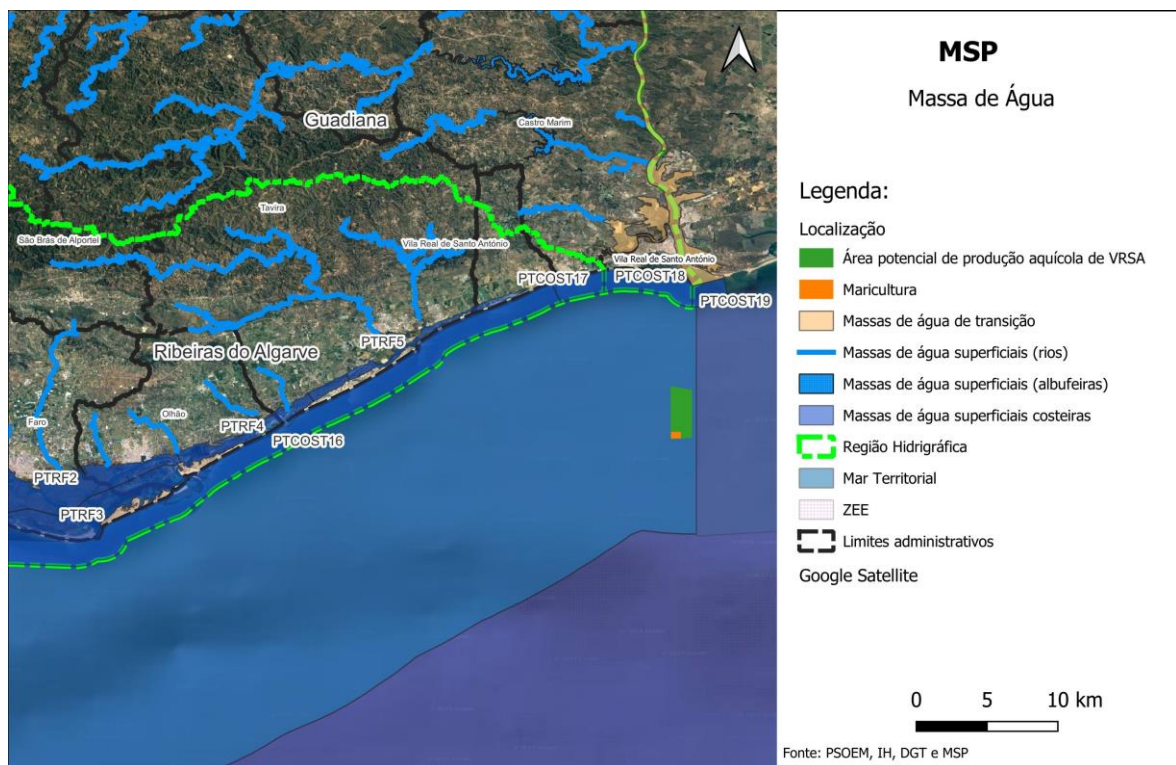 Guadiana
Castro Marim
Tavira
São Brás de Alportel
Vila Real de Santo António
Vila Real de Santo António
PTCOST17
PTCOST18
PTCOST19
PTRF5
Ribeiras do Algarve
Olhão
Faro
PTRF4
PTCOST16
PTRF2
PTRF3
MSP
Massa de Água
Legenda:
Localização
Área potencial de produção aquícola de VRSA
Maricultura
Massas de água de transição
Massas de água superficiais (rios)
Massas de água superficiais (albufeiras)
Massas de água superficiais costeiras
Região Hidrigráfica
Mar Territorial
ZEE
Limites administrativos
Google Satellite
0 5 10 km
Fonte: PSOEM, IH, DGT e MSP